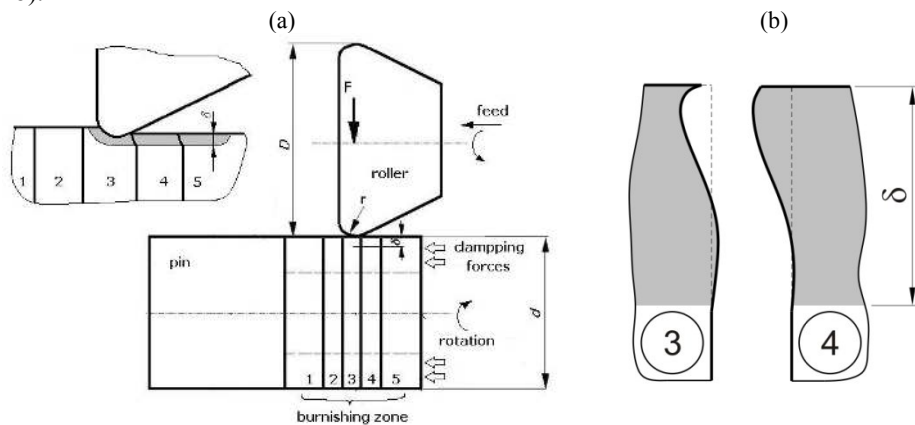 b).
(a)
(b)
δ
1 2 3 4 5
D
F
feed
roller
r
δ
pin
dampping
forces
d
rotation
1 2 3 4 5
burnishing zone
δ
3
4